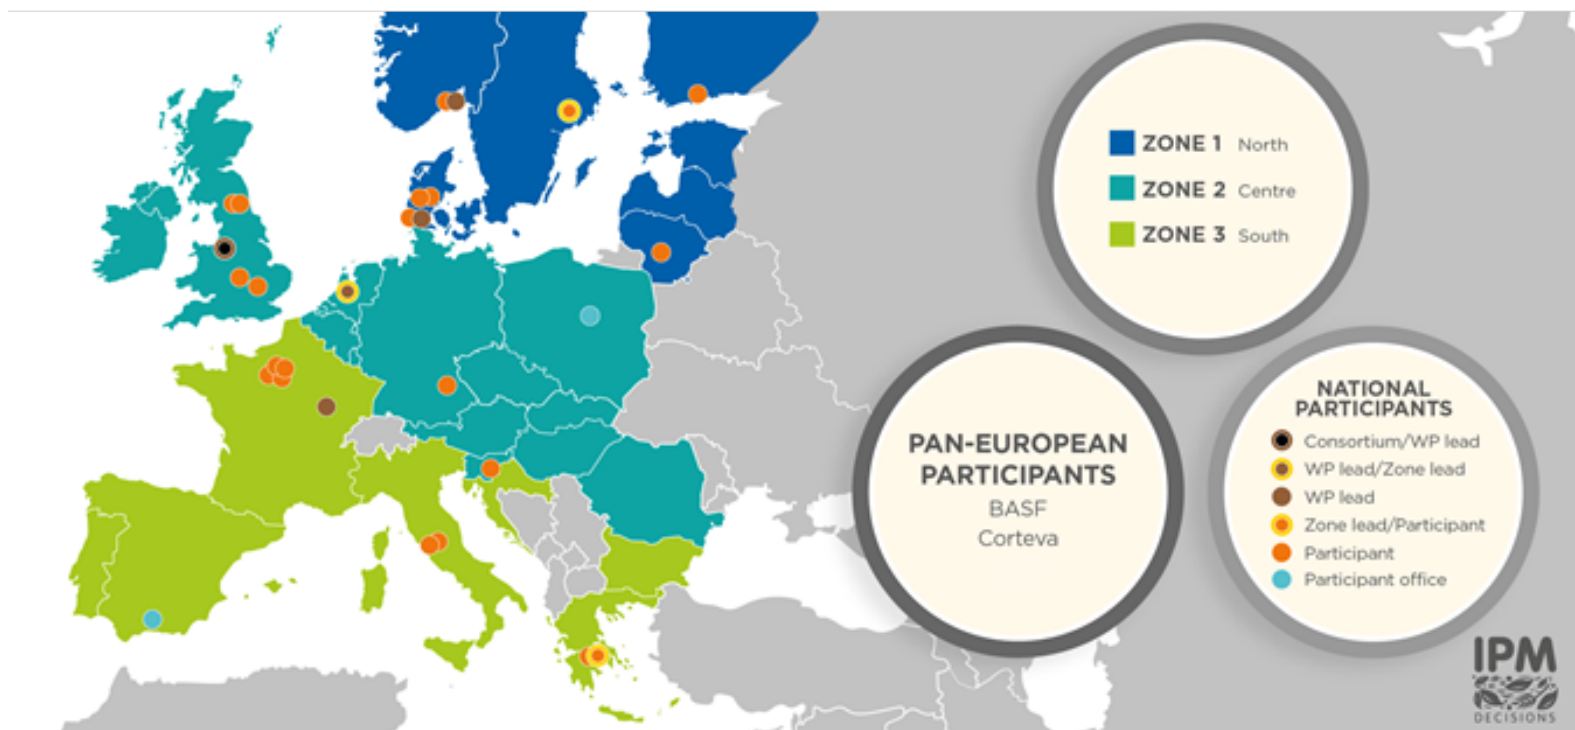 ZONE 1 North
ZONE 2 Centre
ZONE 3 South
PAN-EUROPEAN
PARTICIPANTS
BASF
Corteva
NATIONAL
PARTICIPANTS
Consortium/WP lead
WP lead/Zone lead
WP lead
Zone lead/Participant
Participant
Participant office
IPM
DECISIONS